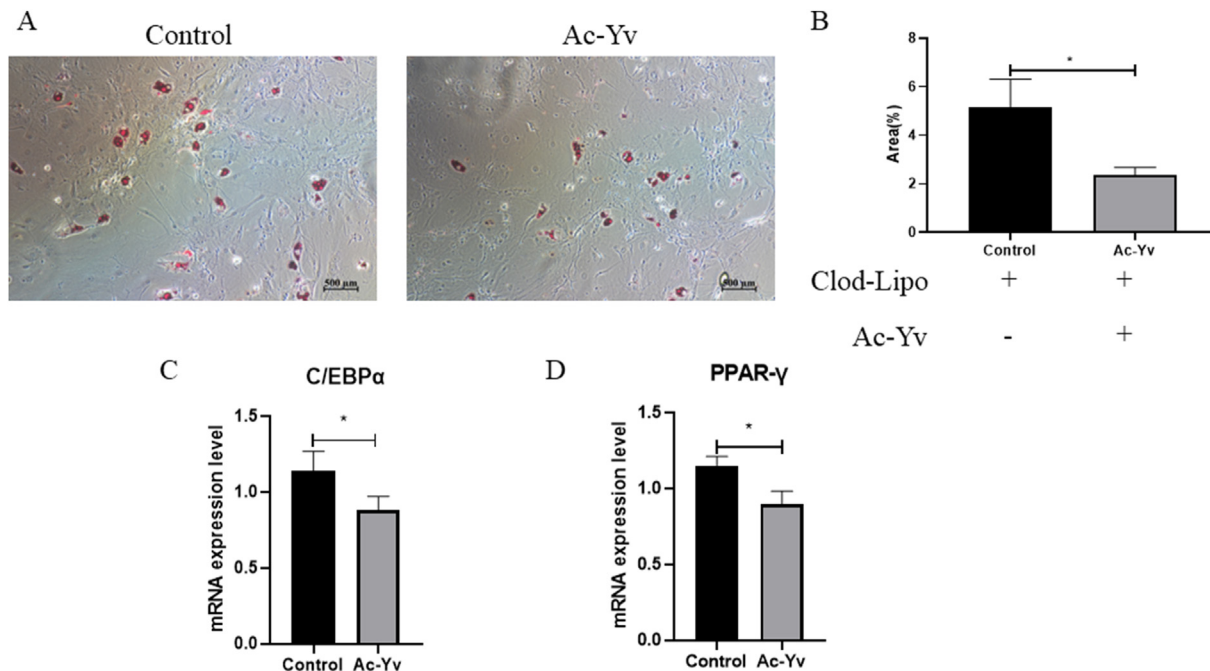 A
Control
Ac-Yv
500 μm
500 μm
B
8
6
4
2
0
Area(%)
*
Control
Ac-Yv
Clod-Lipo + +
Ac-Yv - +
C
C/EBPα
1.5
1.0
0.5
0.0
mRNA expression level
*
Control Ac-Yv
D
PPAR-γ
1.5
1.0
0.5
0.0
mRNA expression level
*
Control Ac-Yv